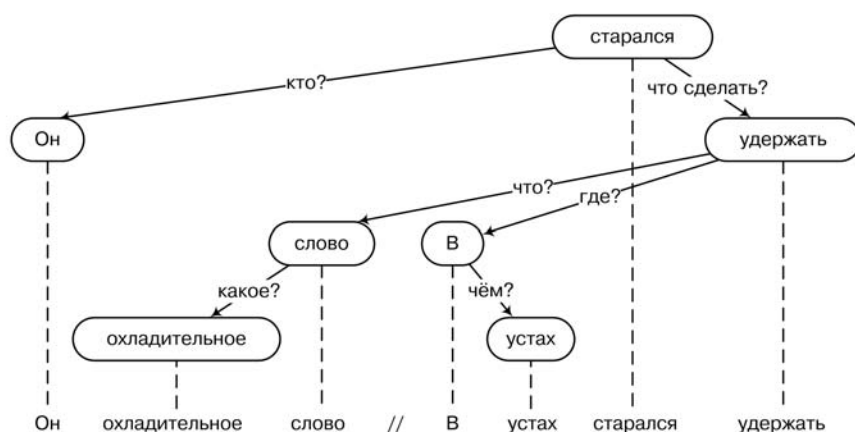 старался
кто?
что сделать?
Он
удержать
что?
где?
слово
В
какое?
чём?
охладительное
устах
Он охладительное слово // В устах старался удержать